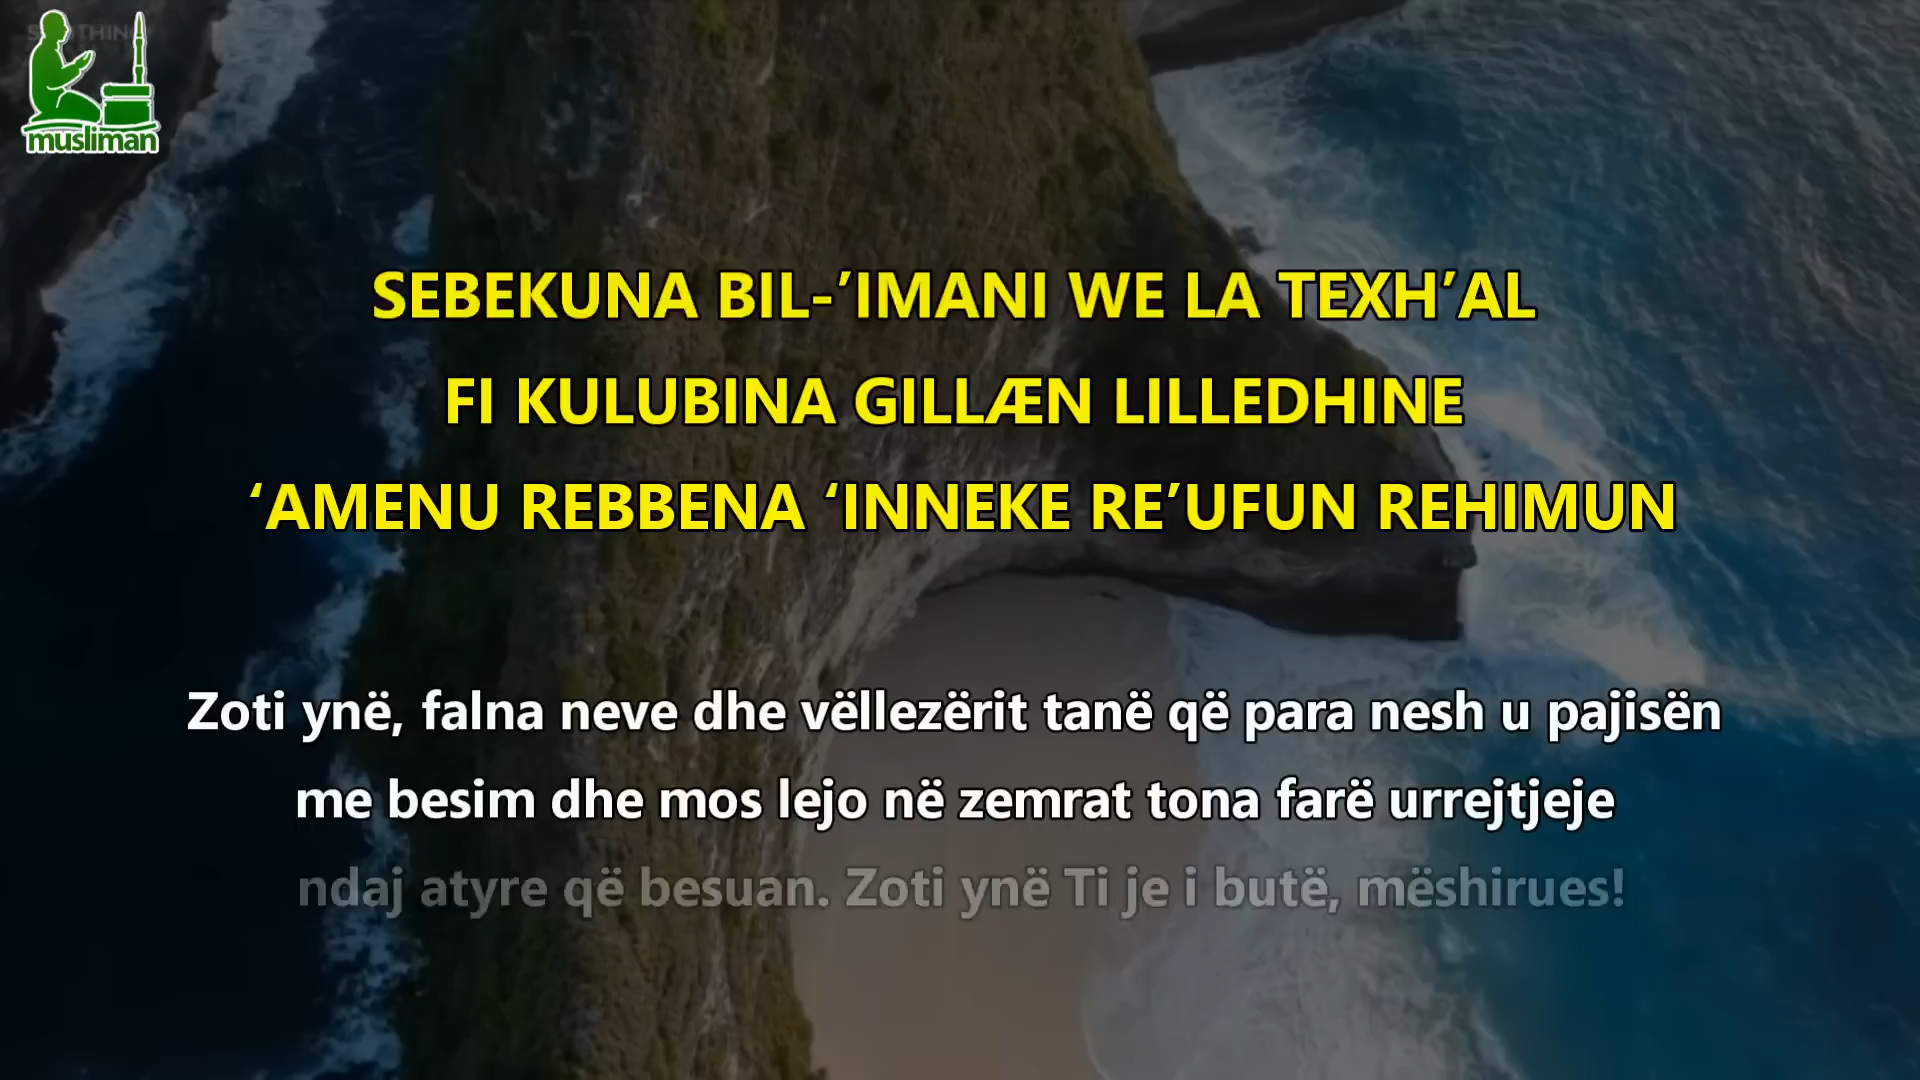 musliman
SEBEKUNA BIL-’IMANI WE LA TEXH’AL
FI KULUBINA GILLÆN LILLEDHINE
‘AMENU REBBENA ‘INNEKE RE’UFUN REHIMUN
Zoti ynë, falna neve dhe vëllezërit tanë që para nesh u pajisën
me besim dhe mos lejo në zemrat tona farë urrejtjeje
ndaj atyre që besuan. Zoti ynë Ti je i butë, mëshirues!